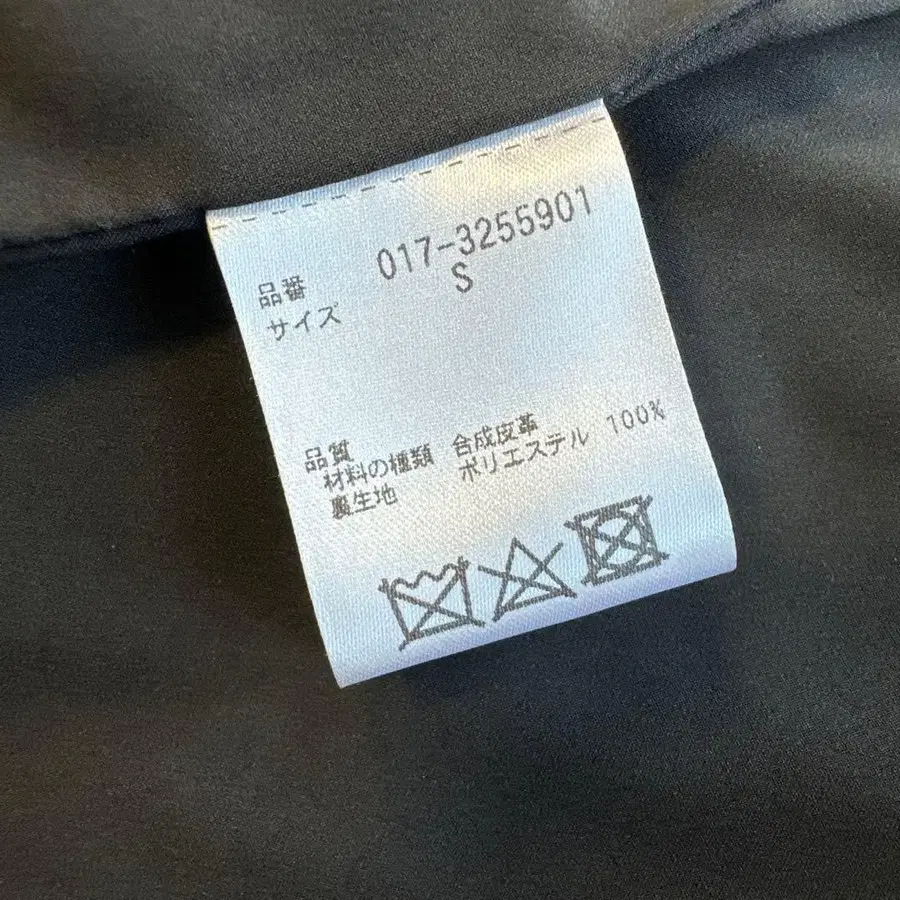 品番 017-3255901
サイズ S
品質
材料の種類 合成皮革
裏生地 ポリエステル 100%